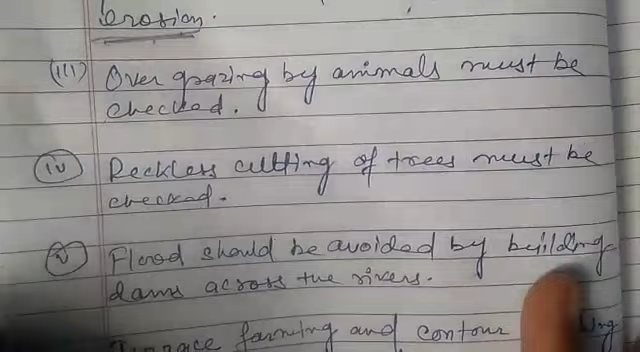 erosion.
(iii) Over grazing by animals must be
checked.
(iv) Reckless cutting of trees must be
checked.
(v) Flood should be avoided by building
dams across the rivers.
Terrace farming and contour